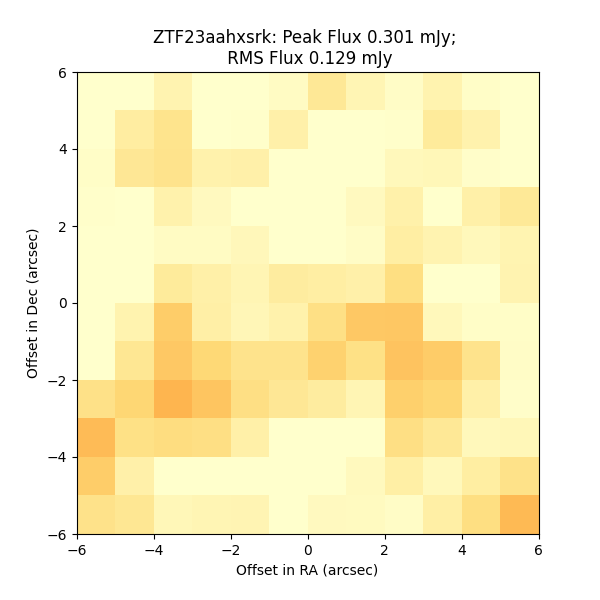 ZTF23aahxsrk: Peak Flux 0.301 mJy;
RMS Flux 0.129 mJy
6
4
2
0
−2
−4
−6
Offset in Dec (arcsec)
−6 −4 −2 0 2 4 6
Offset in RA (arcsec)